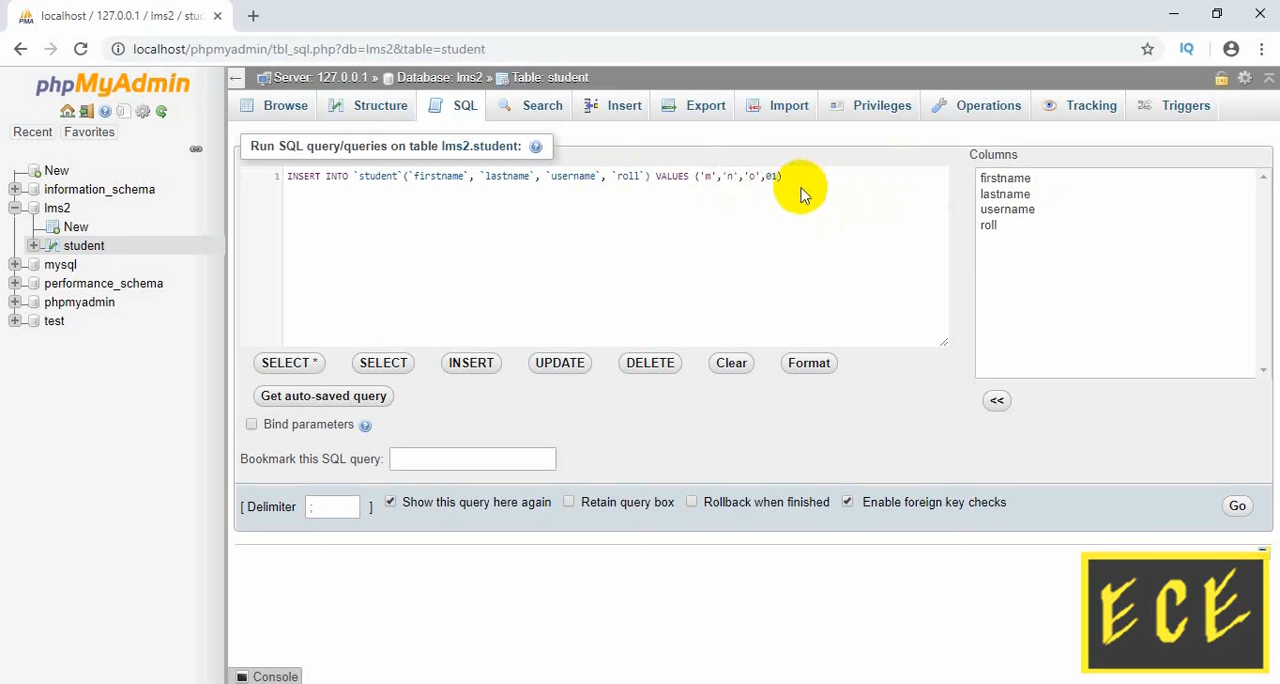 localhost / 127.0.0.1 / lms2 / stud
localhost/phpmyadmin/tbl_sql.php?db=lms2&table=student
IQ
phpMyAdmin
Recent
Favorites
New
information_schema
lms2
New
student
mysql
performance_schema
phpmyadmin
test
Server: 127.0.0.1 » Database: lms2 » Table: student
Browse
Structure
SQL
Search
Insert
Export
Import
Privileges
Operations
Tracking
Triggers
Run SQL query/queries on table lms2.student:
1 INSERT INTO `student`(`firstname`, `lastname`, `username`, `roll`) VALUES ('m','n','o',01)
Columns
firstname
lastname
username
roll
<<
SELECT *
SELECT
INSERT
UPDATE
DELETE
Clear
Format
Get auto-saved query
Bind parameters
Bookmark this SQL query:
[ Delimiter ; ]
Show this query here again
Retain query box
Rollback when finished
Enable foreign key checks
Go
Console
ECE